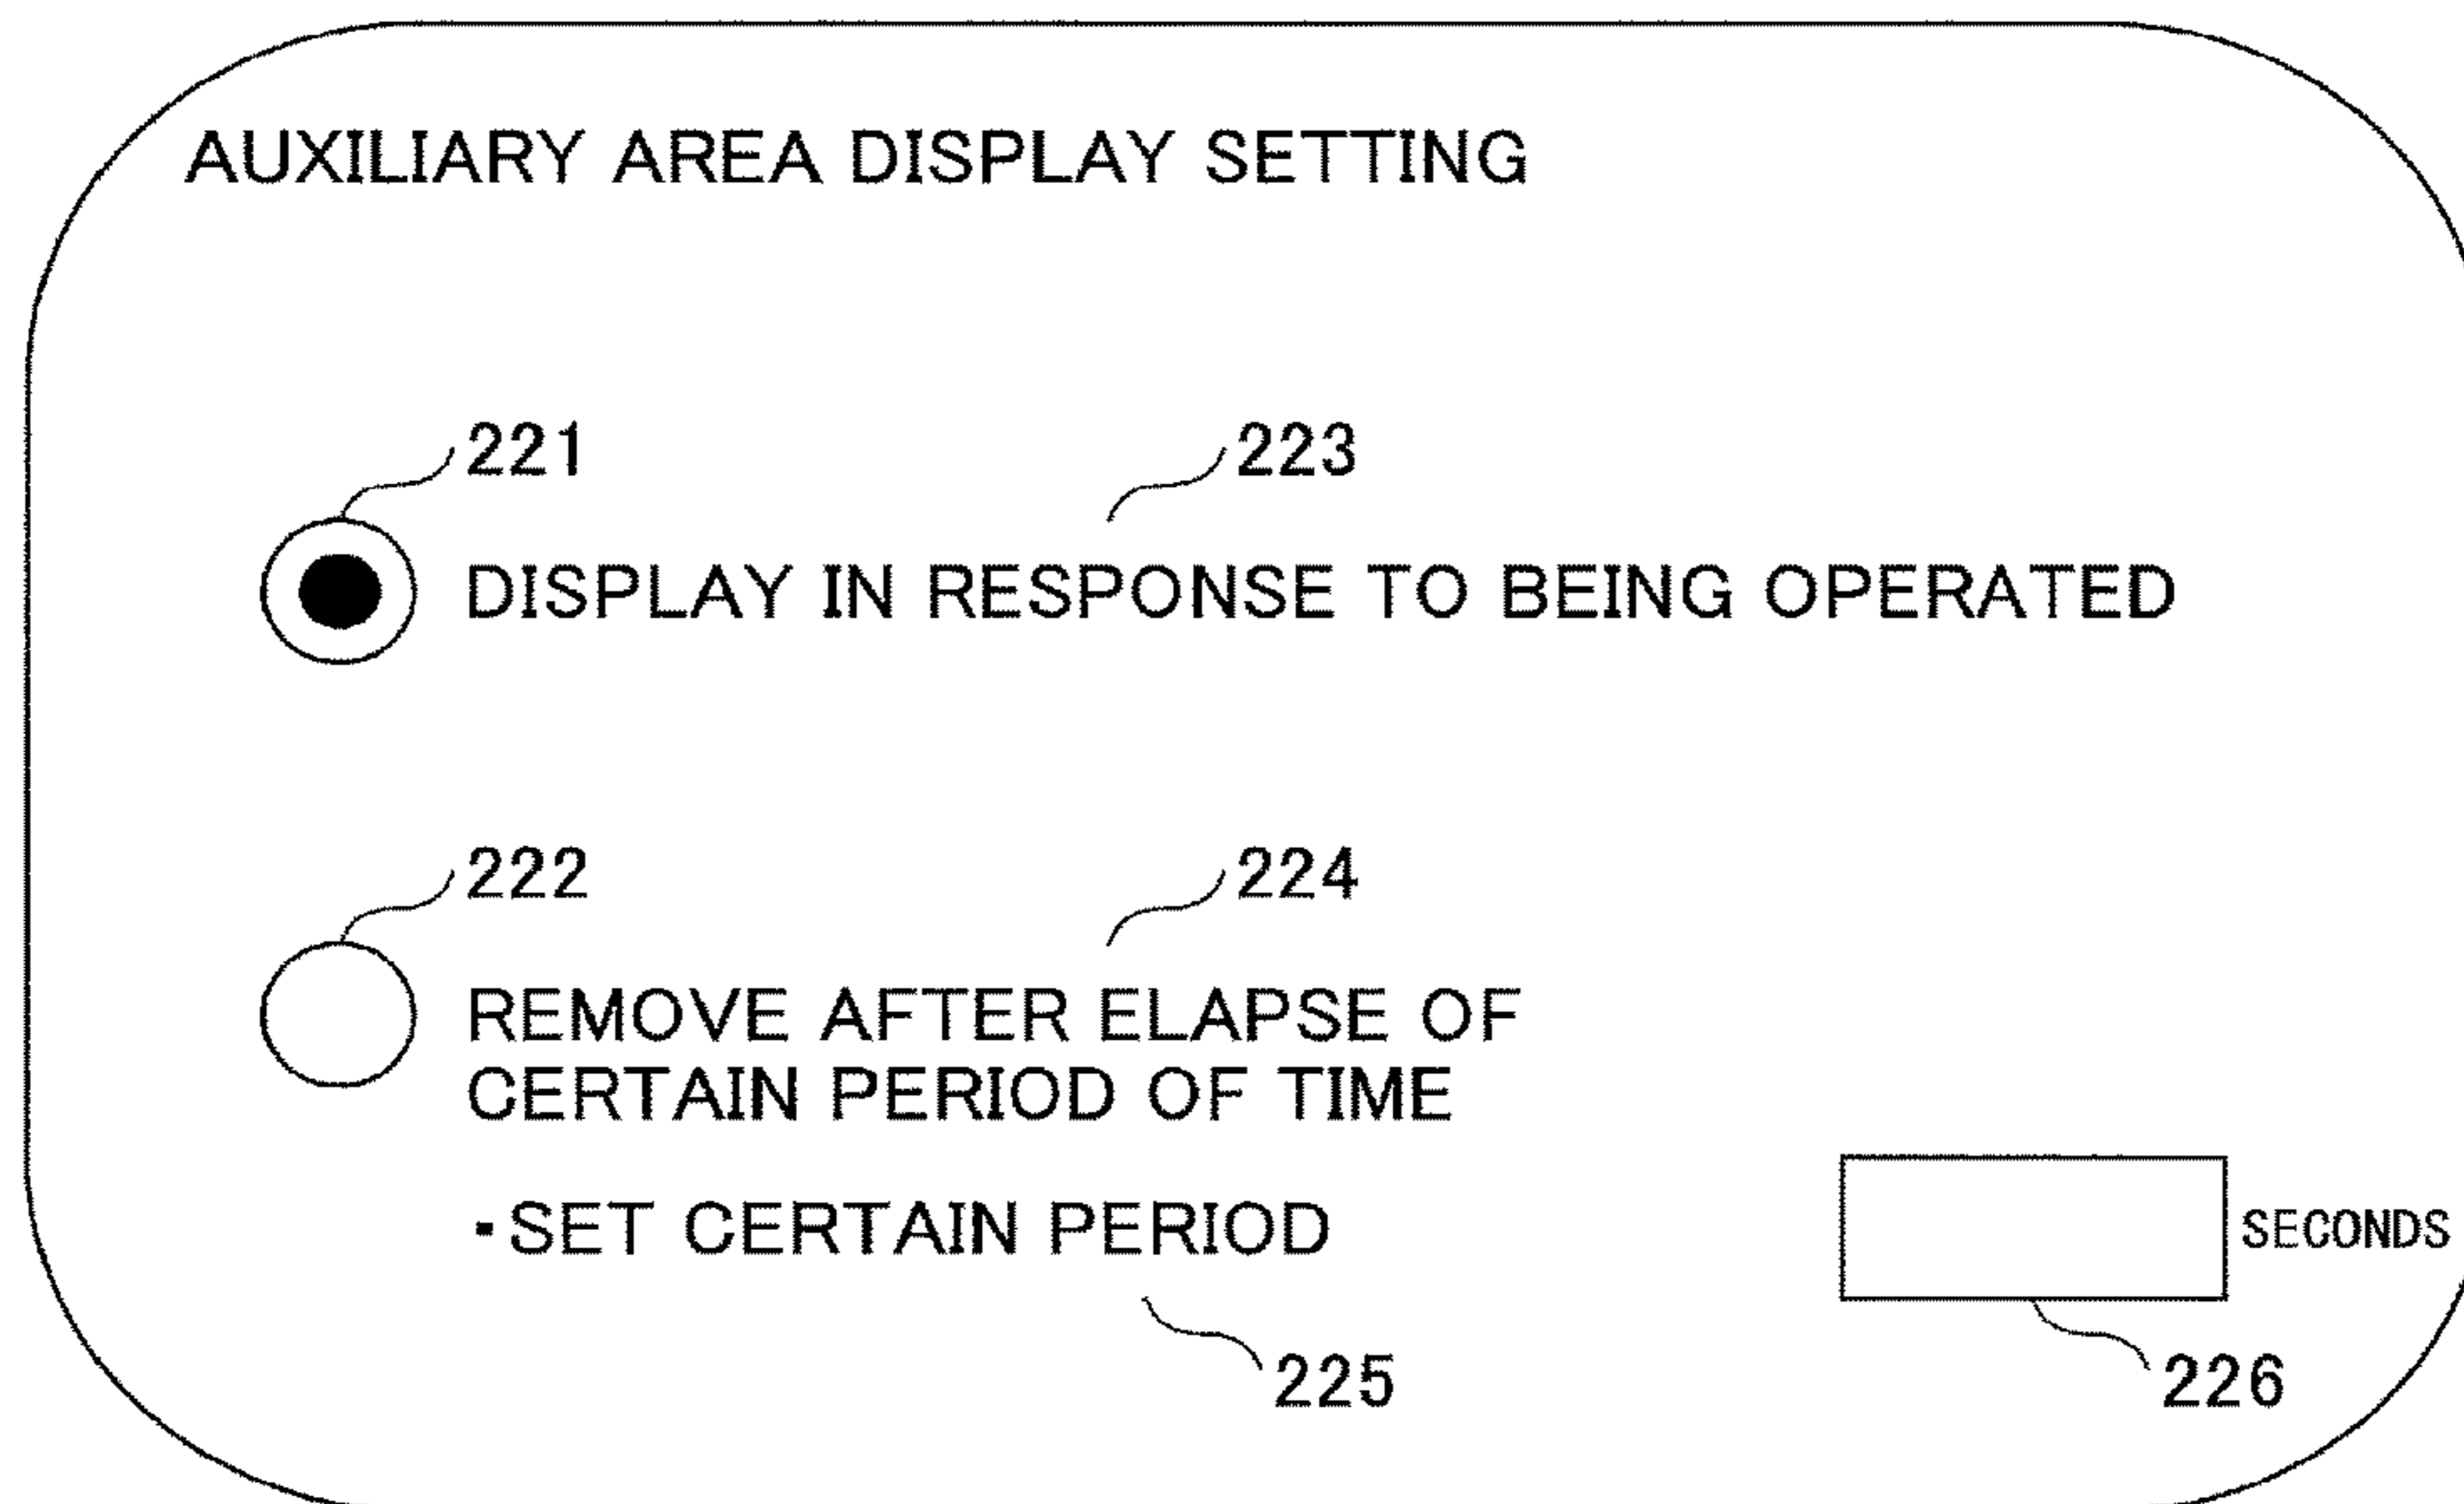 AUXILIARY AREA DISPLAY SETTING
221
223
DISPLAY IN RESPONSE TO BEING OPERATED
222
224
REMOVE AFTER ELAPSE OF
CERTAIN PERIOD OF TIME
・SET CERTAIN PERIOD
SECONDS
225
226